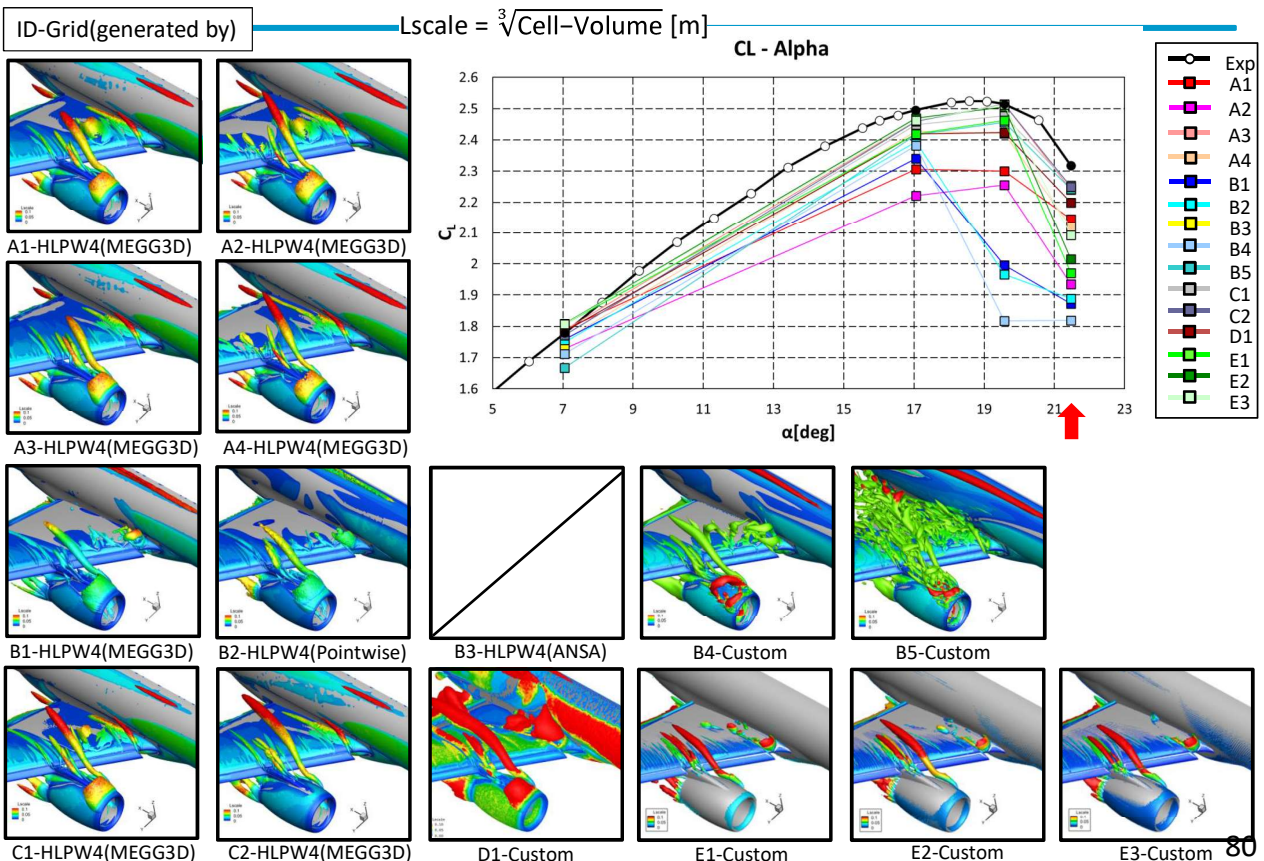 ID-Grid(generated by)
Lscale = ∛Cell−Volume [m]
CL - Alpha
2.6
2.5
2.4
2.3
2.2
2.1
2
1.9
1.8
1.7
1.6
CL
5 7 9 11 13 15 17 19 21 23
α[deg]
Exp
A1
A2
A3
A4
B1
B2
B3
B4
B5
C1
C2
D1
E1
E2
E3
A1-HLPW4(MEGG3D) A2-HLPW4(MEGG3D)
A3-HLPW4(MEGG3D) A4-HLPW4(MEGG3D)
B1-HLPW4(MEGG3D) B2-HLPW4(Pointwise) B3-HLPW4(ANSA) B4-Custom B5-Custom
C1-HLPW4(MEGG3D) C2-HLPW4(MEGG3D) D1-Custom E1-Custom E2-Custom E3-Custom
80